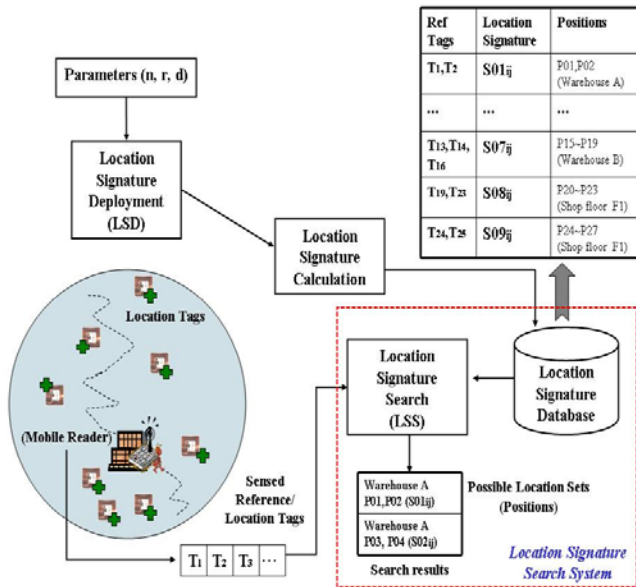 Ref Tags
Location Signature
Positions
T1,T2
S01ij
P01,P02
(Warehouse A)
...
...
...
T13,T14,
T16
S07ij
P15~P19
(Warehouse B)
T19,T23
S08ij
P20~P23
(Shop floor F1)
T24,T25
S09ij
P24~P27
(Shop floor F1)
Parameters (n, r, d)
Location
Signature
Deployment
(LSD)
Location
Signature
Calculation
Location Tags
(Mobile Reader)
Sensed
Reference/
Location Tags
T1 T2 T3 ...
Location
Signature
Search
(LSS)
Location
Signature
Database
Warehouse A
P01,P02 (S01ij)
Warehouse A
P03, P04 (S02ij)
Search results
Possible Location Sets
(Positions)
Location Signature
Search System